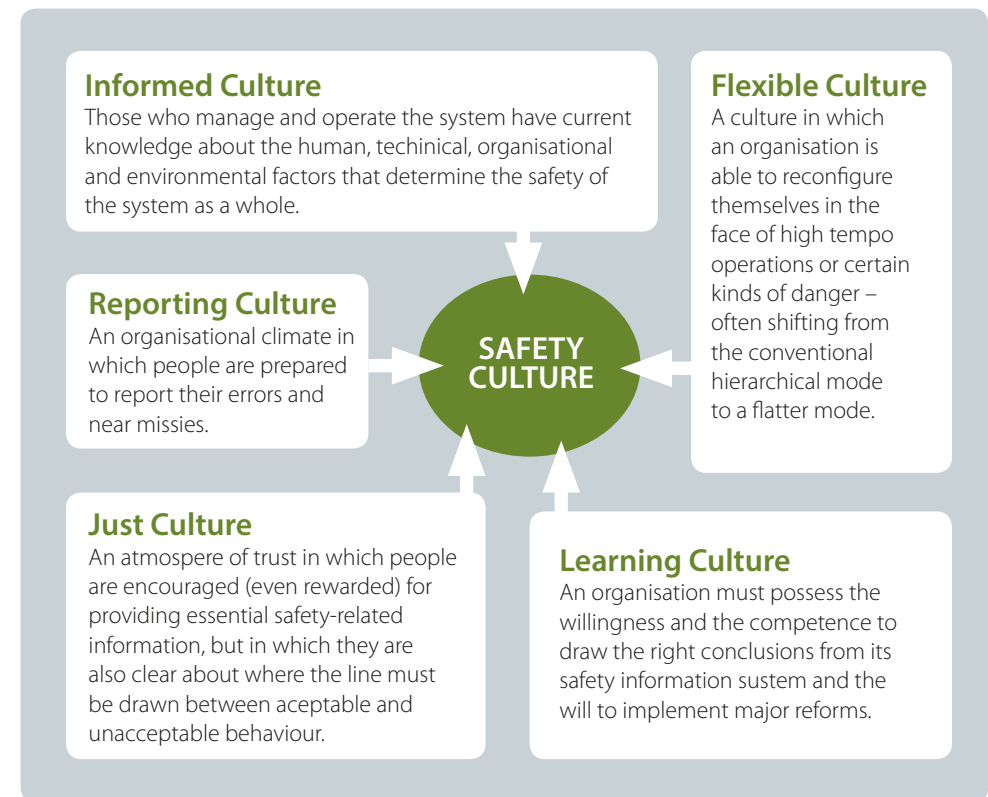 Informed Culture
Those who manage and operate the system have current
knowledge about the human, techinical, organisational
and environmental factors that determine the safety of
the system as a whole.
Flexible Culture
A culture in which
an organisation is
able to reconfigure
themselves in the
face of high tempo
operations or certain
kinds of danger –
often shifting from
the conventional
hierarchical mode
to a flatter mode.
Reporting Culture
An organisational climate in
which people are prepared
to report their errors and
near missies.
SAFETY
CULTURE
Just Culture
An atmospere of trust in which people
are encouraged (even rewarded) for
providing essential safety-related
information, but in which they are
also clear about where the line must
be drawn between aceptable and
unacceptable behaviour.
Learning Culture
An organisation must possess the
willingness and the competence to
draw the right conclusions from its
safety information sustem and the
will to implement major reforms.